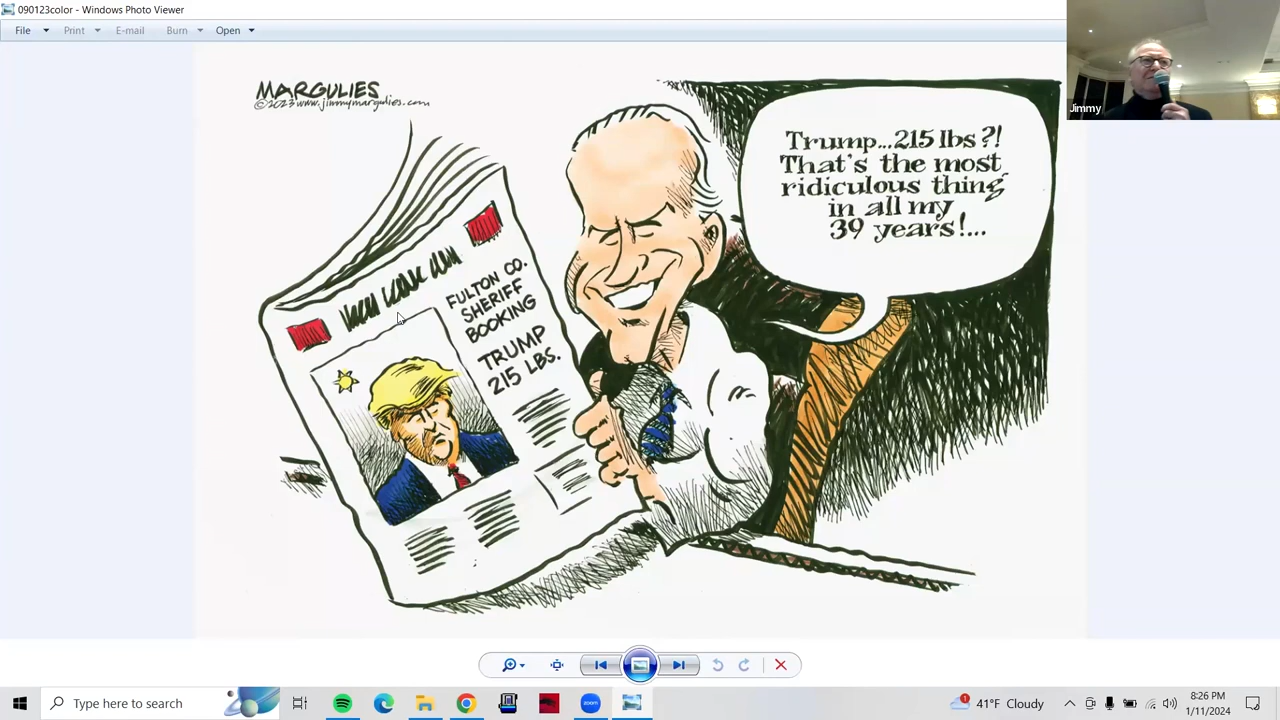 090123color - Windows Photo Viewer
File Print E-mail Burn Open
MARGULIES
©2023 www.jimmymargulies.com
Trump...215 lbs?!
That's the most
ridiculous thing
in all my
39 years!...
FULTON CO.
SHERIFF
BOOKING
TRUMP
215 LBS.
Jimmy
Type here to search
zoom
1
41°F Cloudy
8:26 PM
1/11/2024